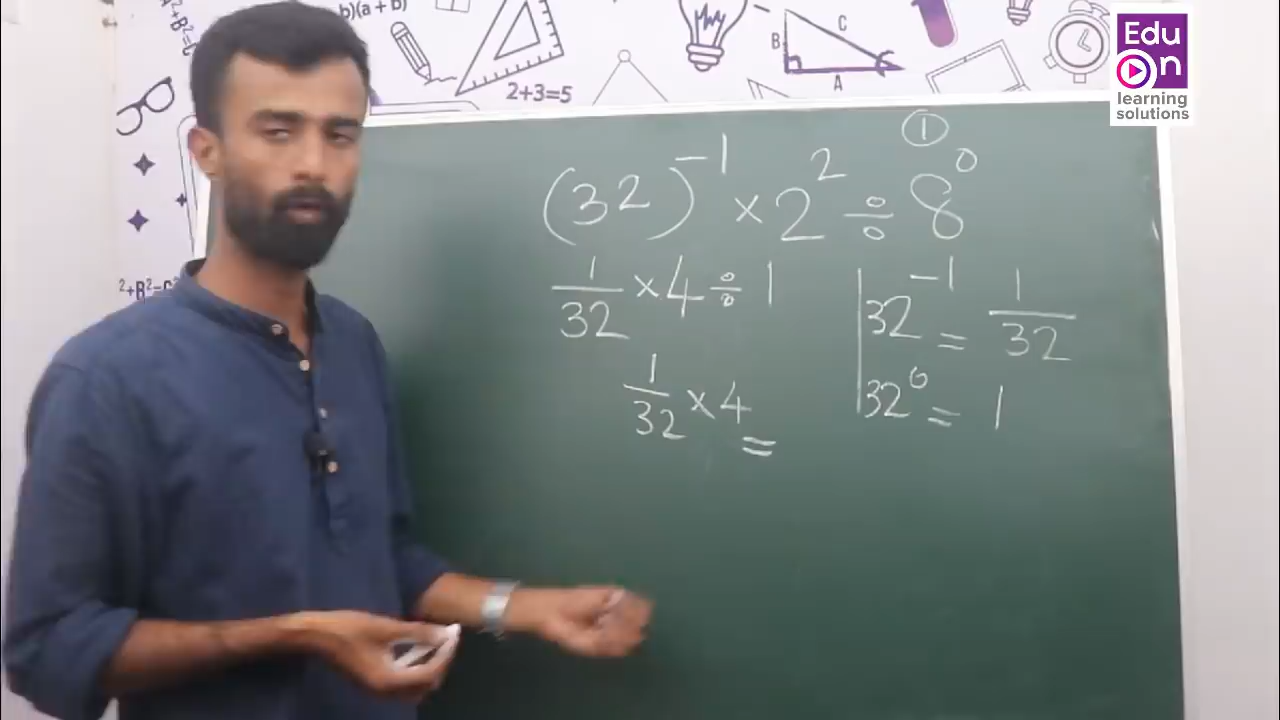 b)(a + b)
2+3=5
B
C
A
Edu
On
learning
solutions
①
(32)⁻¹ × 2² ÷ 8⁰
1/32 × 4 ÷ 1
32⁻¹ = 1/32
1/32 × 4 =
32⁰ = 1